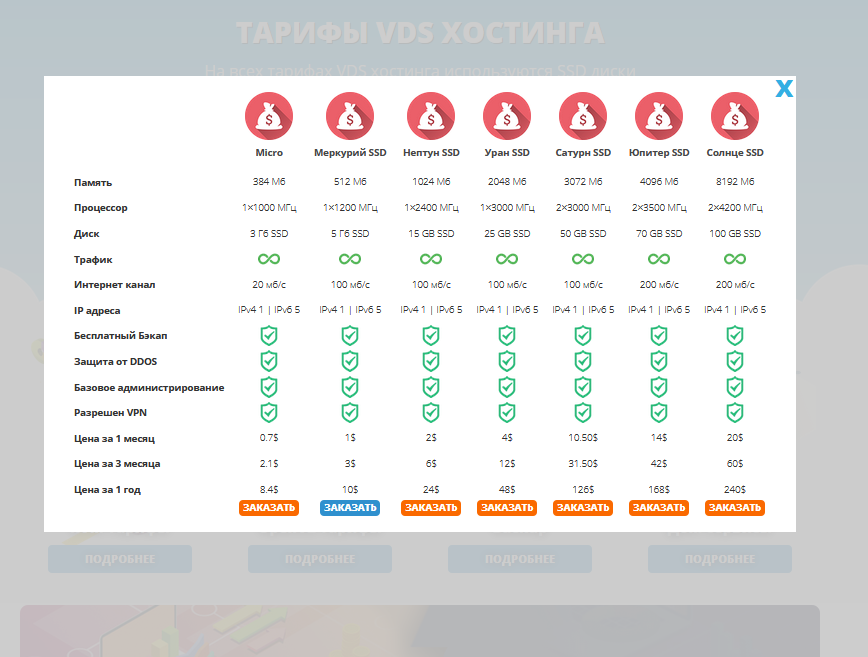 ТАРИФЫ VDS ХОСТИНГА
На всех тарифах VDS хостинга используются SSD диски
X
Micro Меркурий SSD Нептун SSD Уран SSD Сатурн SSD Юпитер SSD Солнце SSD
Память 384 Мб 512 Мб 1024 Мб 2048 Мб 3072 Мб 4096 Мб 8192 Мб
Процессор 1×1000 МГц 1×1200 МГц 1×2400 МГц 1×3000 МГц 2×3000 МГц 2×3500 МГц 2×4200 МГц
Диск 3 Гб SSD 5 Гб SSD 15 GB SSD 25 GB SSD 50 GB SSD 70 GB SSD 100 GB SSD
Трафик
Интернет канал 20 мб/с 100 мб/с 100 мб/с 100 мб/с 100 мб/с 200 мб/с 200 мб/с
IP адреса IPv4 1 | IPv6 5 IPv4 1 | IPv6 5 IPv4 1 | IPv6 5 IPv4 1 | IPv6 5 IPv4 1 | IPv6 5 IPv4 1 | IPv6 5 IPv4 1 | IPv6 5
Бесплатный Бэкап
Защита от DDOS
Базовое администрирование
Разрешен VPN
Цена за 1 месяц 0.7$ 1$ 2$ 4$ 10.50$ 14$ 20$
Цена за 3 месяца 2.1$ 3$ 6$ 12$ 31.50$ 42$ 60$
Цена за 1 год 8.4$ 10$ 24$ 48$ 126$ 168$ 240$
ЗАКАЗАТЬ ЗАКАЗАТЬ ЗАКАЗАТЬ ЗАКАЗАТЬ ЗАКАЗАТЬ ЗАКАЗАТЬ ЗАКАЗАТЬ
ПОДРОБНЕЕ ПОДРОБНЕЕ ПОДРОБНЕЕ ПОДРОБНЕЕ